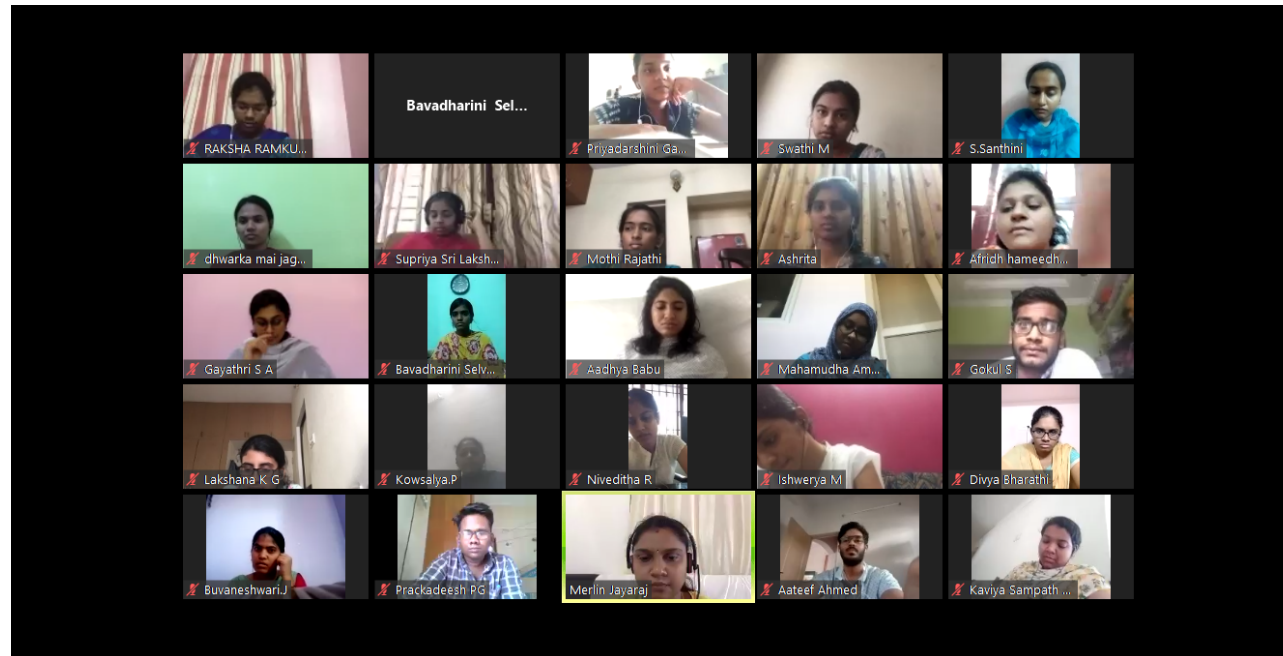 RAKSHA RAMKU...
Bavadharini Sel...
Priyadarshini Ga...
Swathi M
S.Santhini
dhwarka mai jag...
Supriya Sri Laksh...
Mothi Rajathi
Ashrita
Afridh hameedh...
Gayathri S A
Bavadharini Selv...
Aadhya Babu
Mahamudha Am...
Gokul S
Lakshana K G
Kowsalya.P
Niveditha R
Ishwerya M
Divya Bharathi
Buvaneshwari.J
Prackadeesh PG
Merlin Jayaraj
Aateef Ahmed
Kaviya Sampath ...